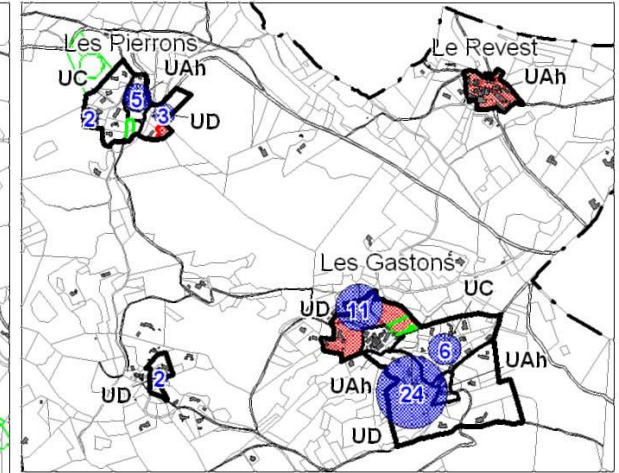 Les Pierrons
UC
UAh
5
2
3
UD
Le Revest
UAh
Les Gastons
UC
UD
11
6
UAh
UAh
24
UD
2
UD